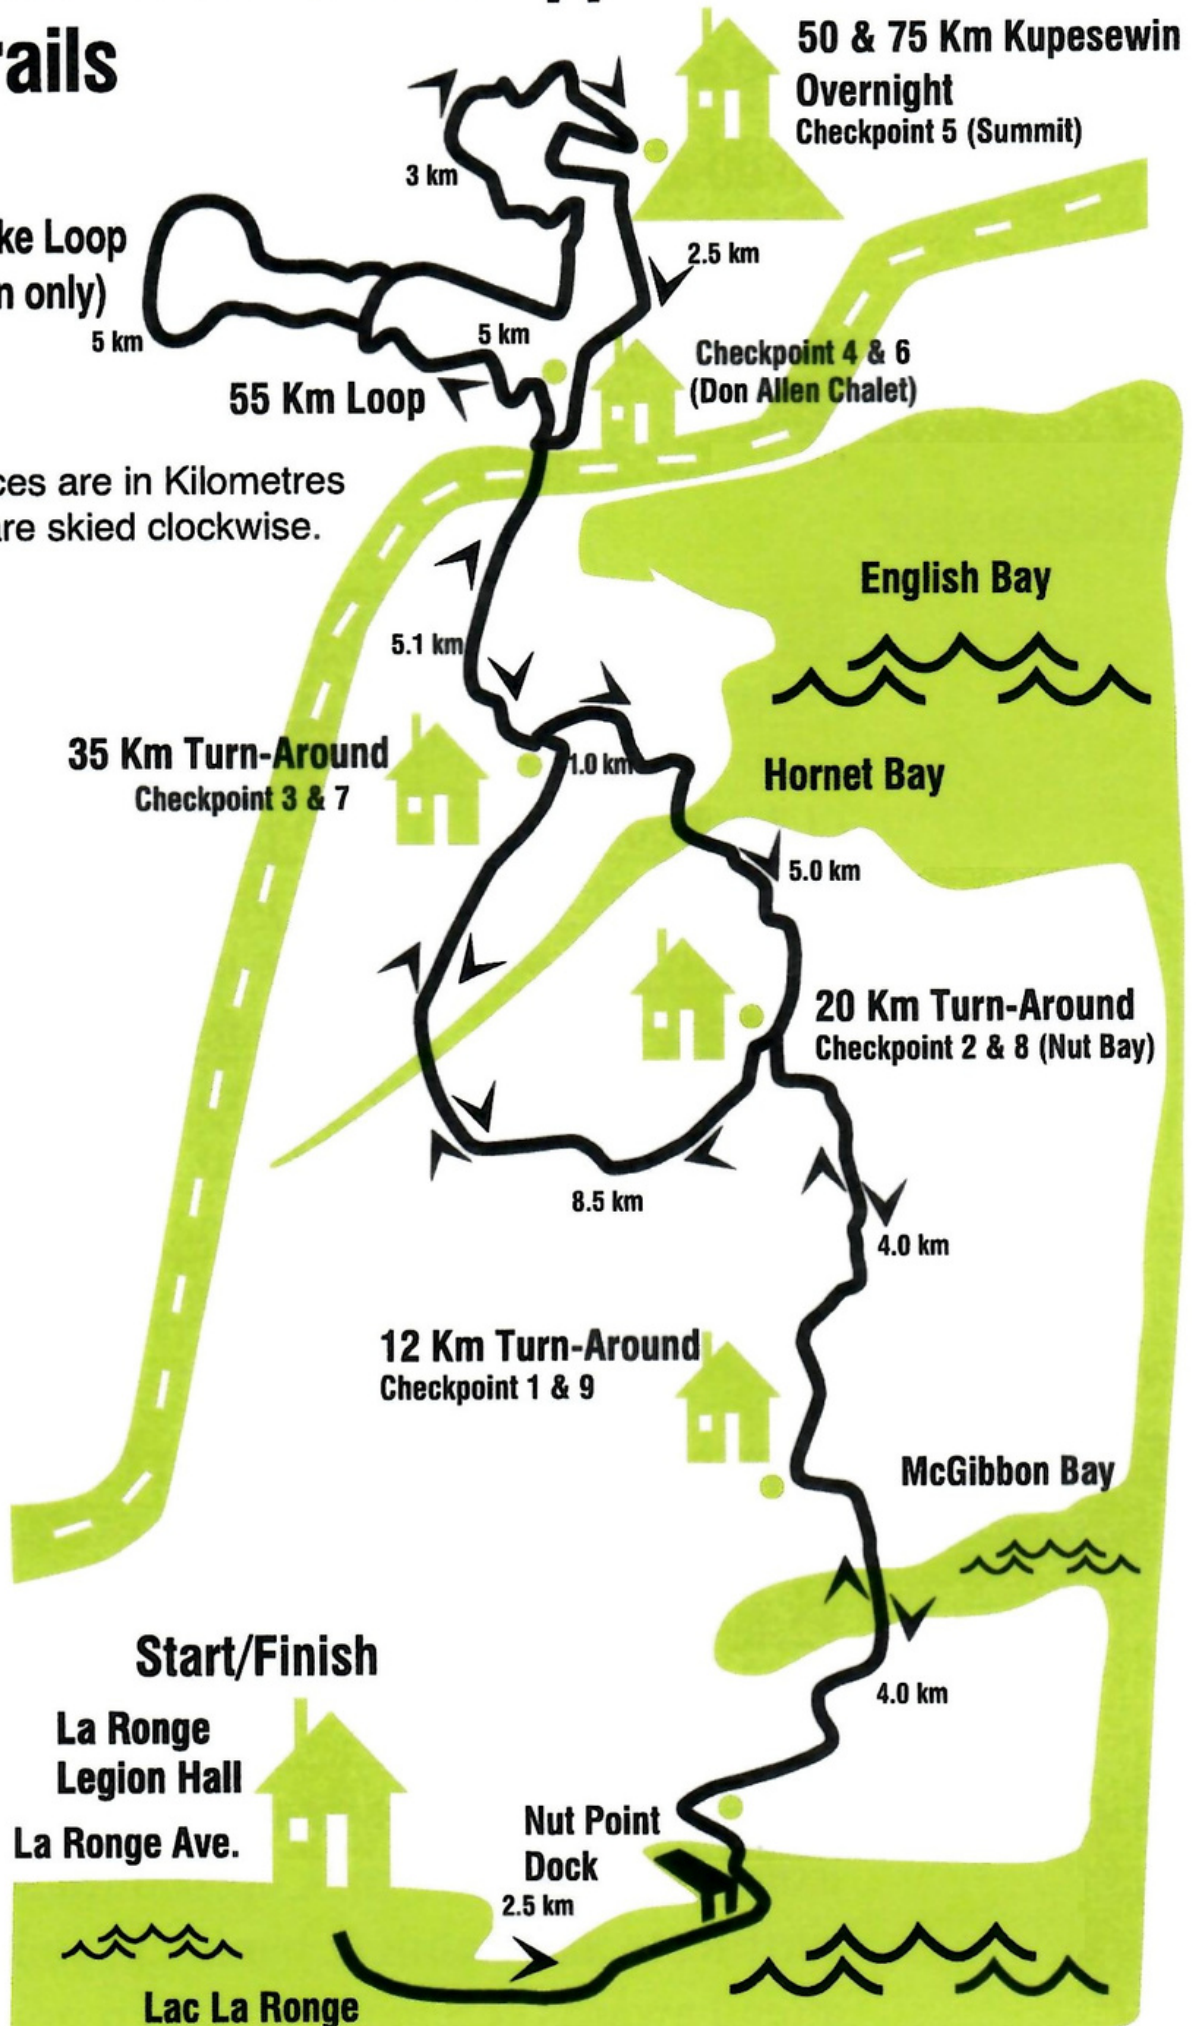 rails
50 & 75 Km Kupesewin
Overnight
Checkpoint 5 (Summit)
3 km
ke Loop
n only)
5 km
2.5 km
5 km
Checkpoint 4 & 6
(Don Allen Chalet)
55 Km Loop
ces are in Kilometres
are skied clockwise.
English Bay
5.1 km
35 Km Turn-Around
Checkpoint 3 & 7
1.0 km
Hornet Bay
5.0 km
20 Km Turn-Around
Checkpoint 2 & 8 (Nut Bay)
8.5 km
4.0 km
12 Km Turn-Around
Checkpoint 1 & 9
McGibbon Bay
Start/Finish
4.0 km
La Ronge
Legion Hall
La Ronge Ave.
Nut Point
Dock
2.5 km
Lac La Ronge